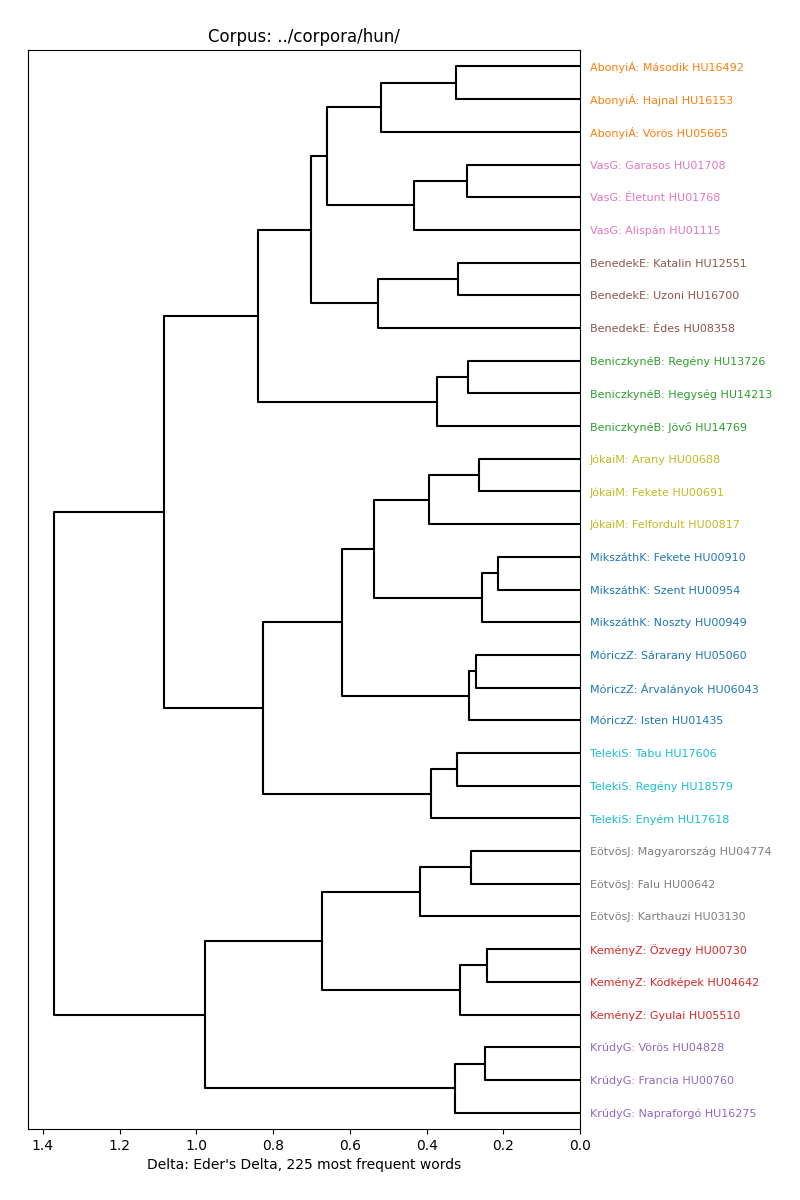 Corpus: ../corpora/hun/
AbonyiÁ: Második HU16492
AbonyiÁ: Hajnal HU16153
AbonyiÁ: Vörös HU05665
VasG: Garasos HU01708
VasG: Életunt HU01768
VasG: Alispán HU01115
BenedekE: Katalin HU12551
BenedekE: Uzoni HU16700
BenedekE: Édes HU08358
BeniczkynéB: Regény HU13726
BeniczkynéB: Hegység HU14213
BeniczkynéB: Jövő HU14769
JókaiM: Arany HU00688
JókaiM: Fekete HU00691
JókaiM: Felfordult HU00817
MikszáthK: Fekete HU00910
MikszáthK: Szent HU00954
MikszáthK: Noszty HU00949
MóriczZ: Sárarany HU05060
MóriczZ: Árvalányok HU06043
MóriczZ: Isten HU01435
TelekiS: Tabu HU17606
TelekiS: Regény HU18579
TelekiS: Enyém HU17618
EötvösJ: Magyarország HU04774
EötvösJ: Falu HU00642
EötvösJ: Karthauzi HU03130
KeményZ: Özvegy HU00730
KeményZ: Ködképek HU04642
KeményZ: Gyulai HU05510
KrúdyG: Vörös HU04828
KrúdyG: Francia HU00760
KrúdyG: Napraforgó HU16275
1.4 1.2 1.0 0.8 0.6 0.4 0.2 0.0
Delta: Eder's Delta, 225 most frequent words